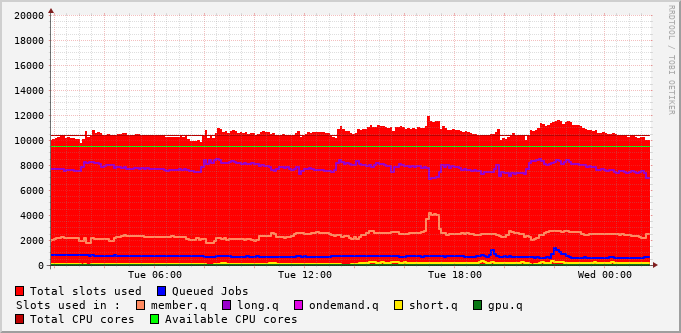 RRDTOOL / TOBI OETIKER
20000
18000
16000
14000
12000
10000
8000
6000
4000
2000
0
Tue 06:00 Tue 12:00 Tue 18:00 Wed 00:00
Total slots used Queued Jobs
Slots used in : member.q long.q ondemand.q short.q gpu.q
Total CPU cores Available CPU cores